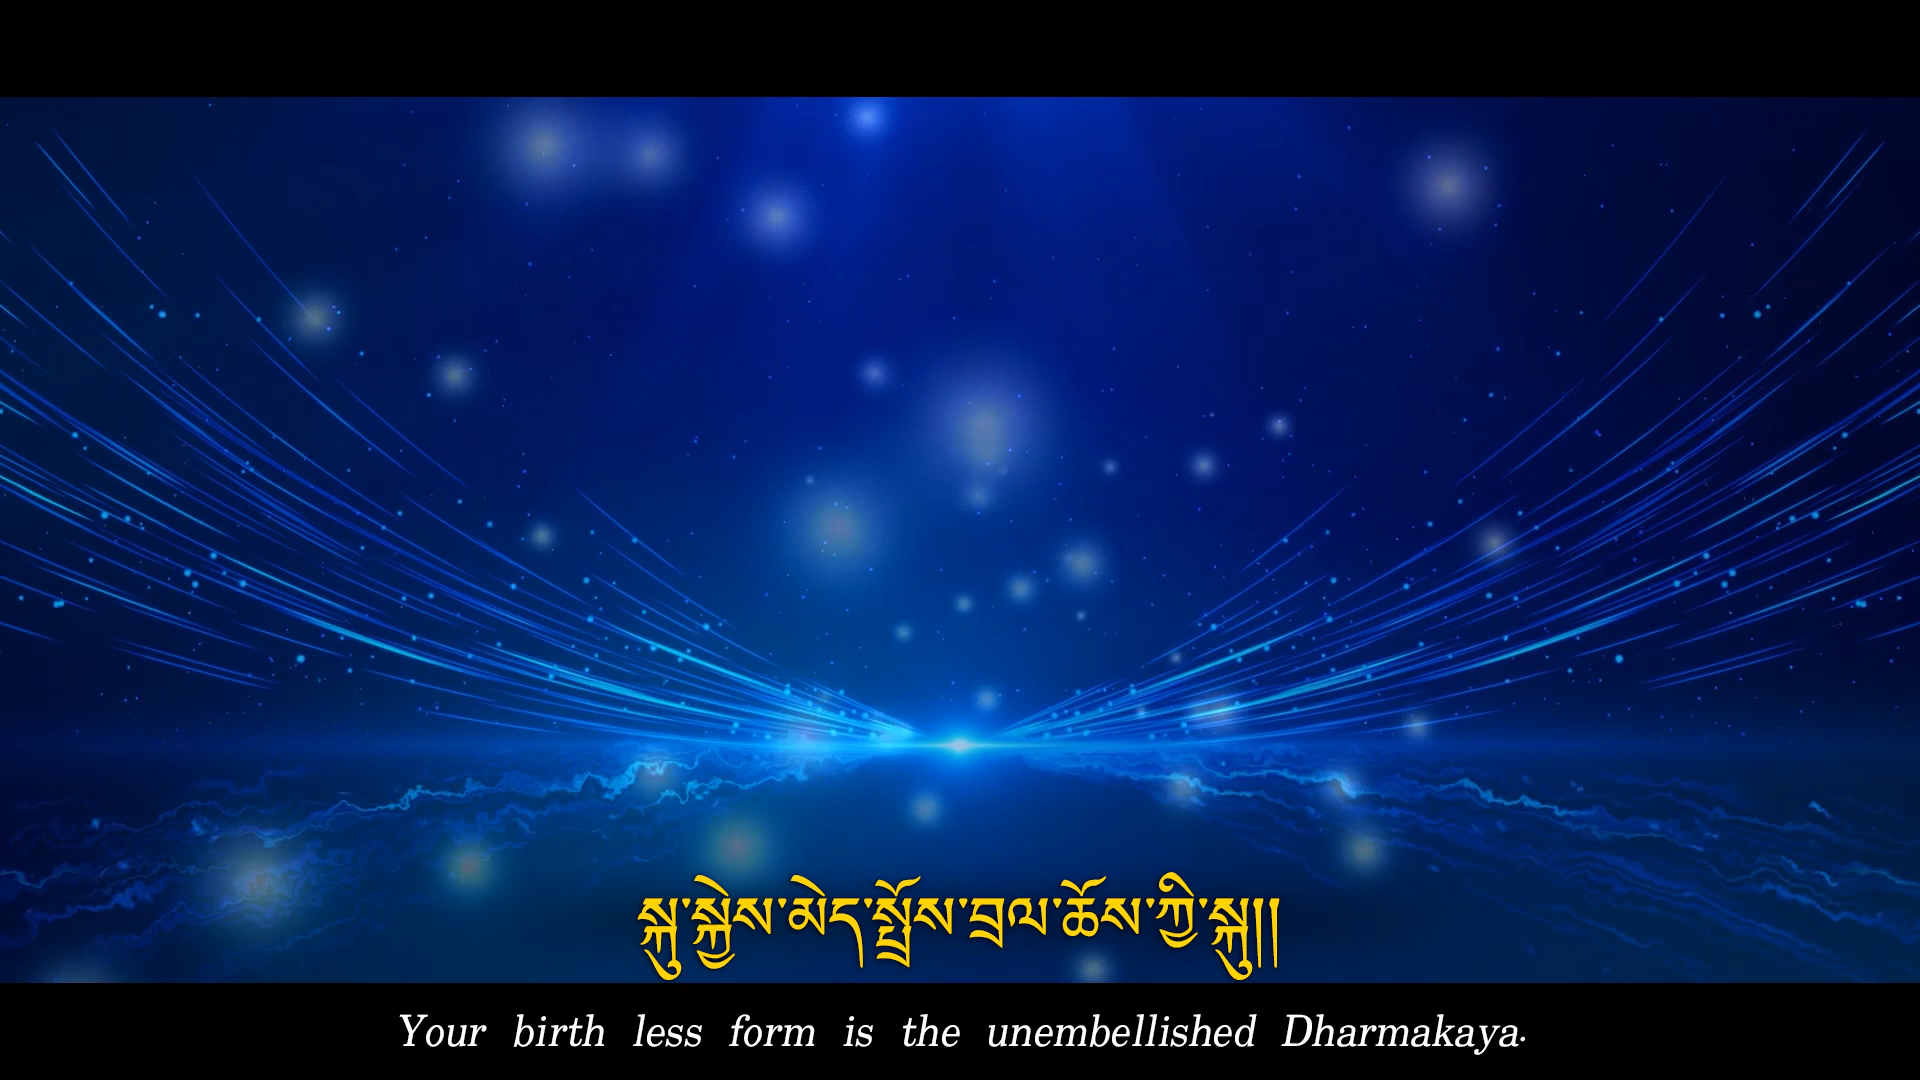 སྐུ་སྐྱེས་མེད་སྤྲོས་བྲལ་ཆོས་ཀྱི་སྐུ།།
Your birth less form is the unembellished Dharmakaya.